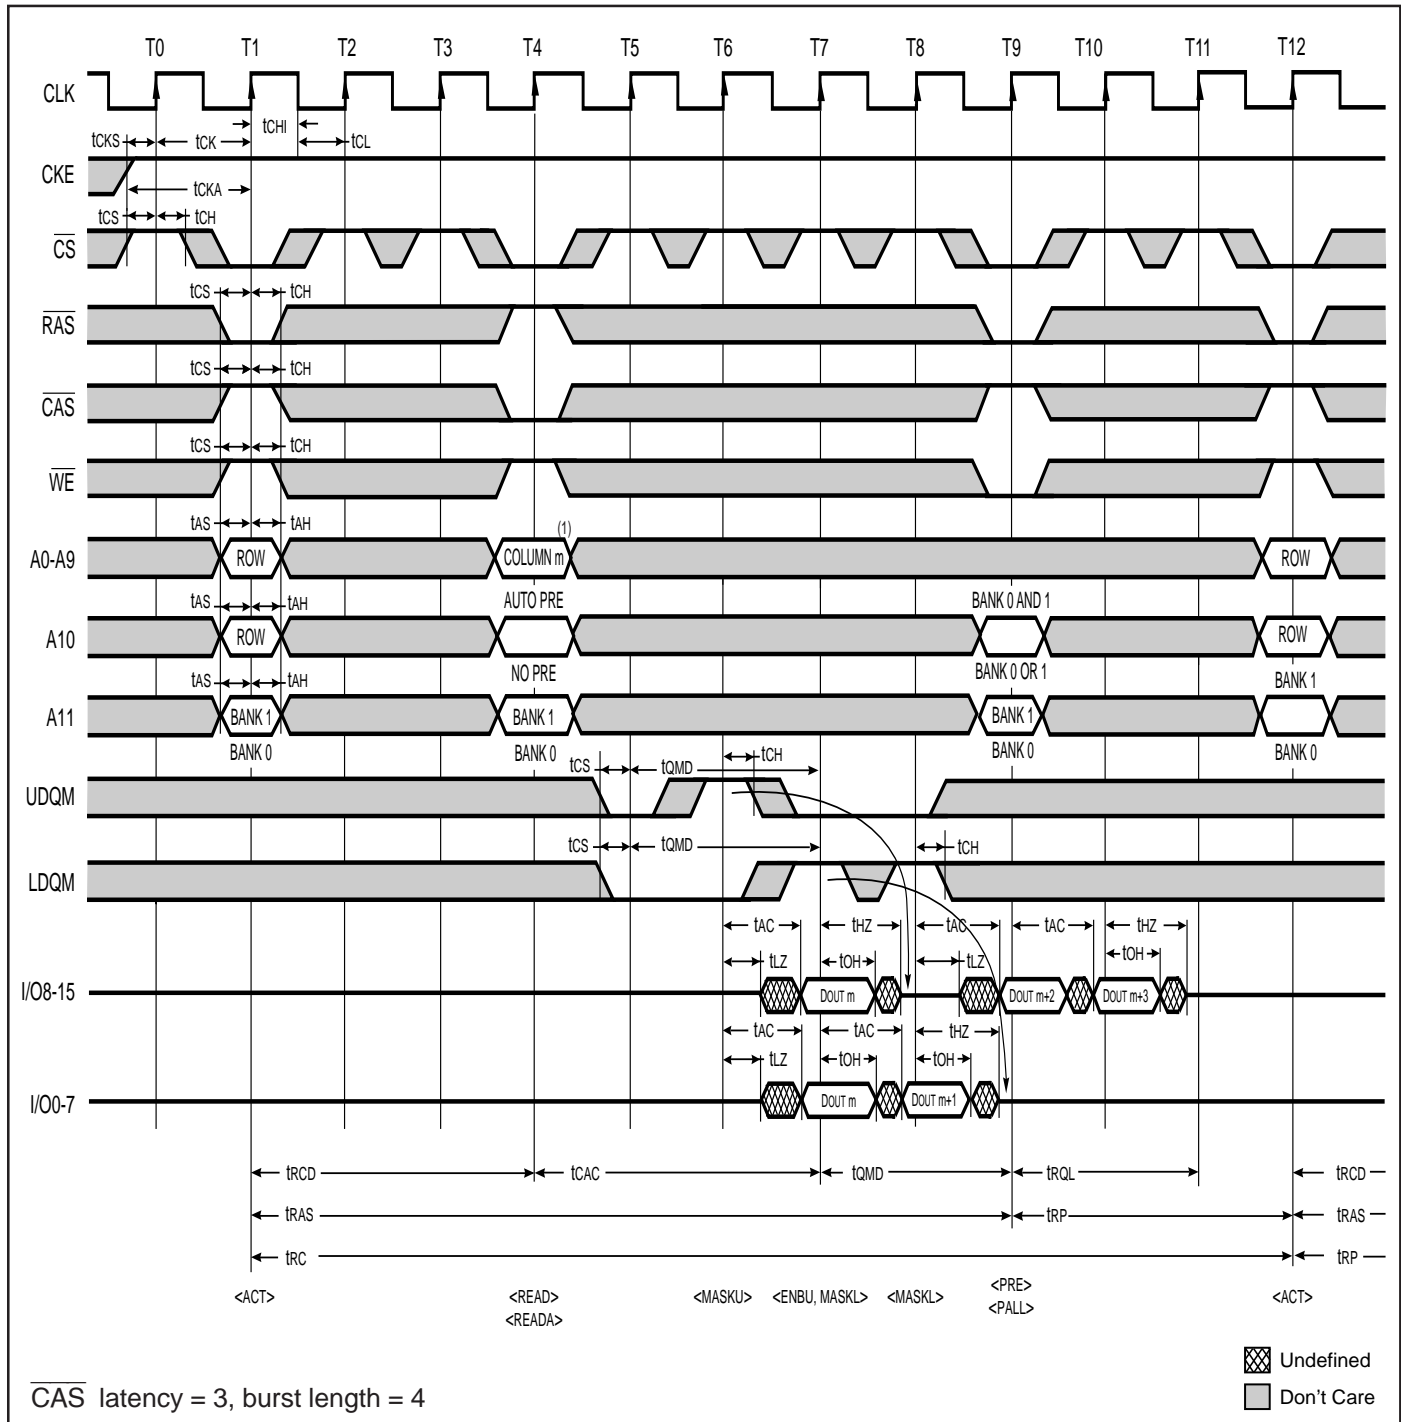 T0 T1 T2 T3 T4 T5 T6 T7 T8 T9 T10 T11 T12
CLK
tCHI
tCKS tCK tCL
CKE
tCKA
tCS tCH
CS
tCS tCH
RAS
tCS tCH
CAS
tCS tCH
WE
tAS tAH (1)
A0-A9 ROW COLUMN m ROW
tAS tAH AUTO PRE BANK 0 AND 1
A10 ROW ROW
tAS tAH NO PRE BANK 0 OR 1 BANK 1
A11 BANK 1 BANK 1 BANK 1
BANK 0 BANK 0 BANK 0 BANK 0
tCS tQMD tCH
UDQM
tCS tQMD tCH
LDQM
tAC tHZ tAC tAC tHZ
tLZ tOH tLZ tOH
I/O8-15 DOUT m DOUT m+2 DOUT m+3
tAC tAC tHZ
tLZ tOH tOH
I/O0-7 DOUT m DOUT m+1
tRCD tCAC tQMD tRQL tRCD
tRAS tRP tRAS
tRC tRP
<ACT> <READ> <MASKU> <ENBU, MASKL> <MASKL> <PRE> <ACT>
<READA> <PALL>
Undefined
CAS latency = 3, burst length = 4
Don't Care